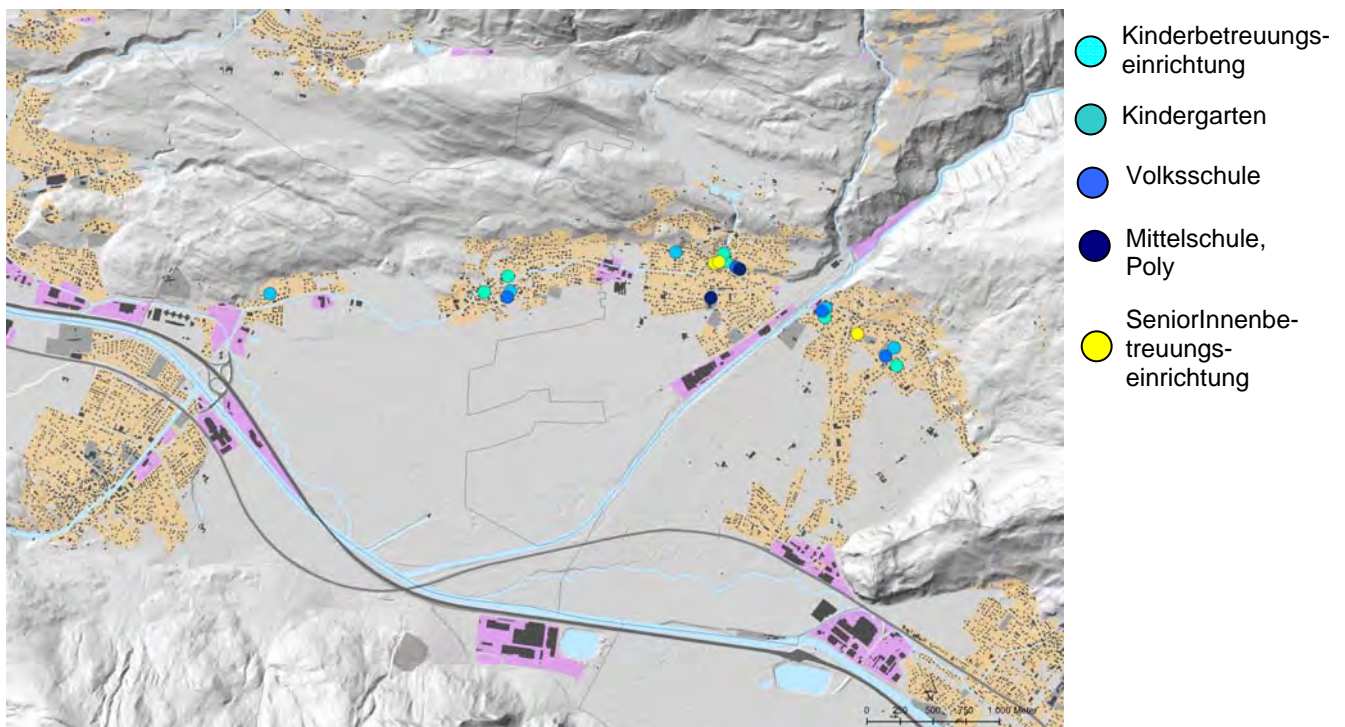 Kinderbetreuungs-
einrichtung
Kindergarten
Volksschule
Mittelschule,
Poly
SeniorInnenbe-
treuungs-
einrichtung
0 250 500 750 1 000 Meter